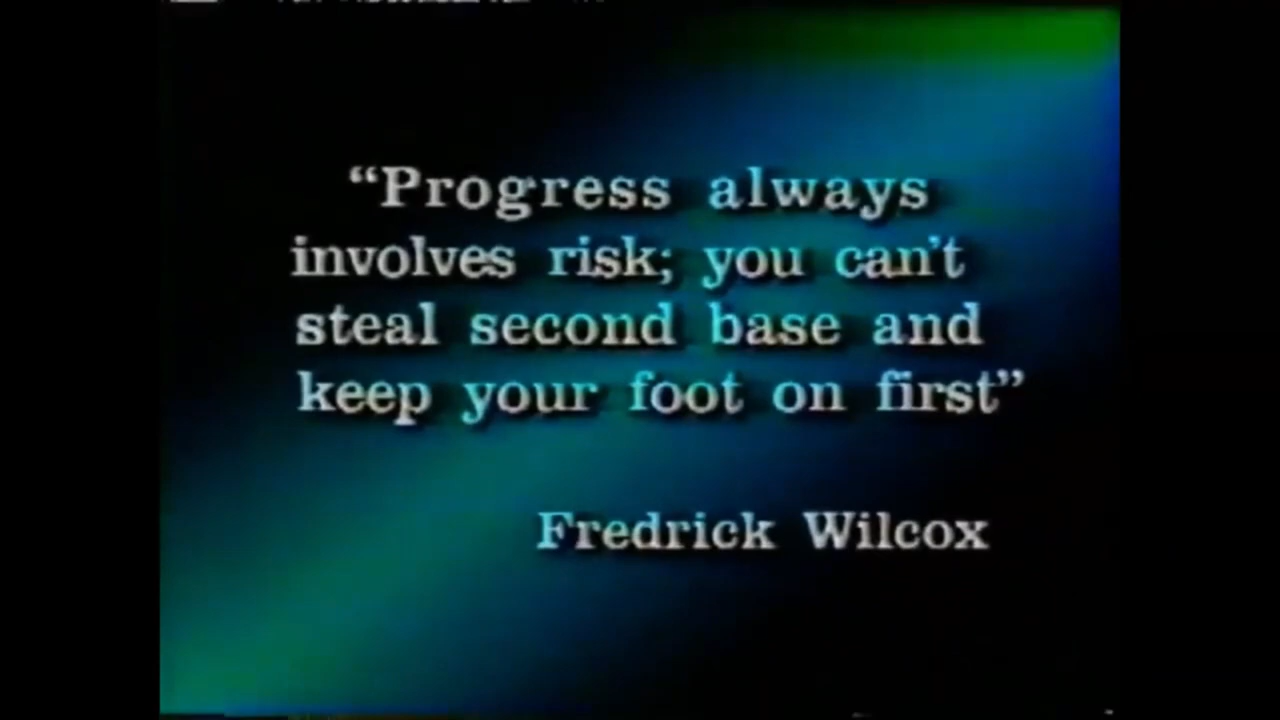 “Progress always
involves risk; you can't
steal second base and
keep your foot on first”
Fredrick Wilcox